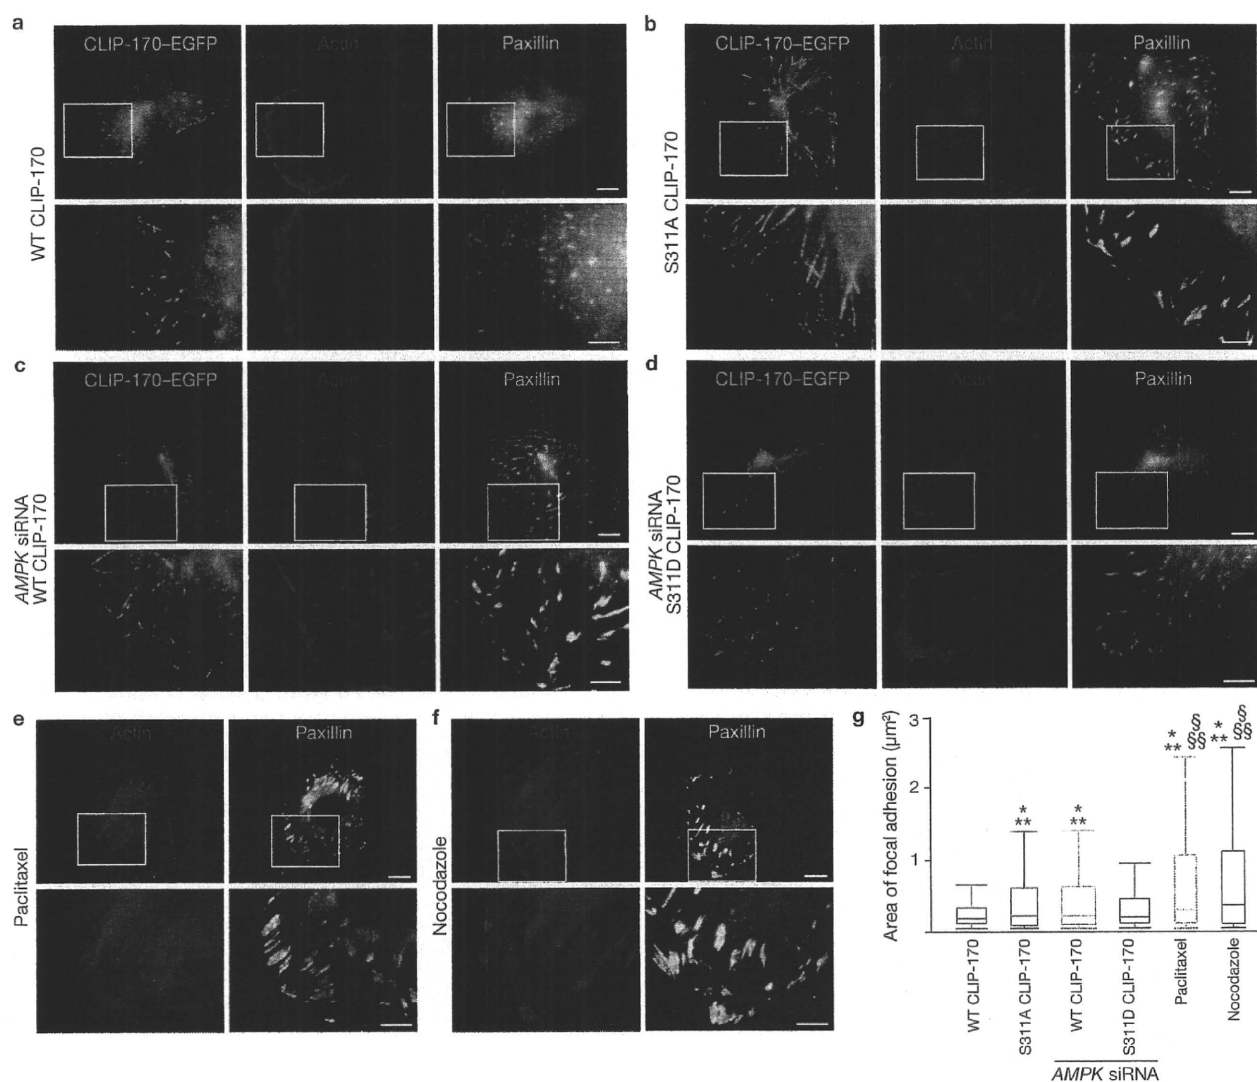 a
CLIP-170–EGFP
Actin
Paxillin
WT CLIP-170
b
CLIP-170–EGFP
Actin
Paxillin
S311A CLIP-170
c
CLIP-170–EGFP
Actin
Paxillin
AMPK siRNA
WT CLIP-170
d
CLIP-170–EGFP
Actin
Paxillin
AMPK siRNA
S311D CLIP-170
e
Actin
Paxillin
Paclitaxel
f
Actin
Paxillin
Nocodazole
g
Area of focal adhesion (μm²)
3
2
1
*
**
*
**
*
**
§
§§
*
**
§
§§
WT CLIP-170
S311A CLIP-170
WT CLIP-170
S311D CLIP-170
Paclitaxel
Nocodazole
AMPK siRNA